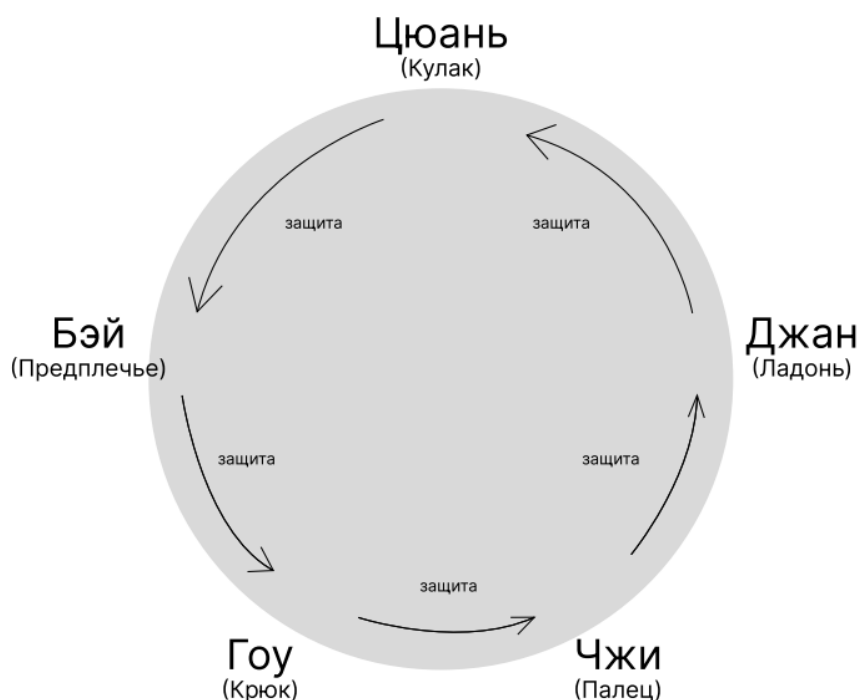 Цюань
(Кулак)
защита
защита
Бэй
(Предплечье)
Джан
(Ладонь)
защита
защита
защита
Гоу
(Крюк)
Чжи
(Палец)